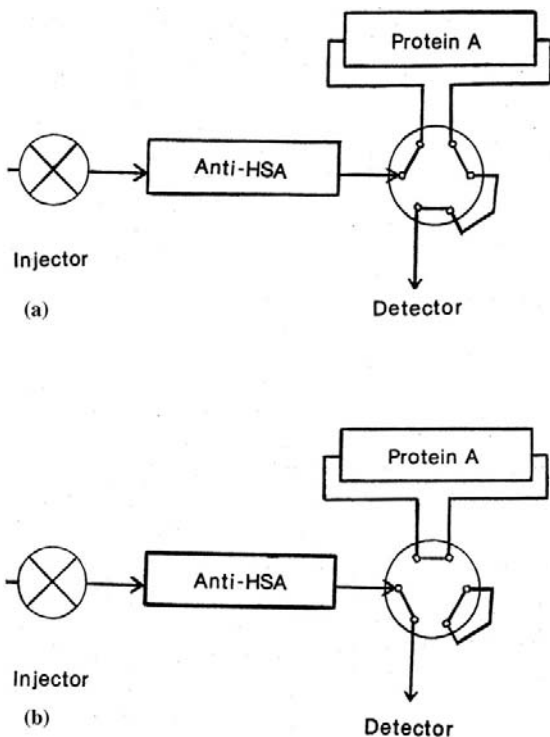 Protein A
Anti-HSA
Injector
(a)
Detector
Protein A
Anti-HSA
Injector
(b)
Detector